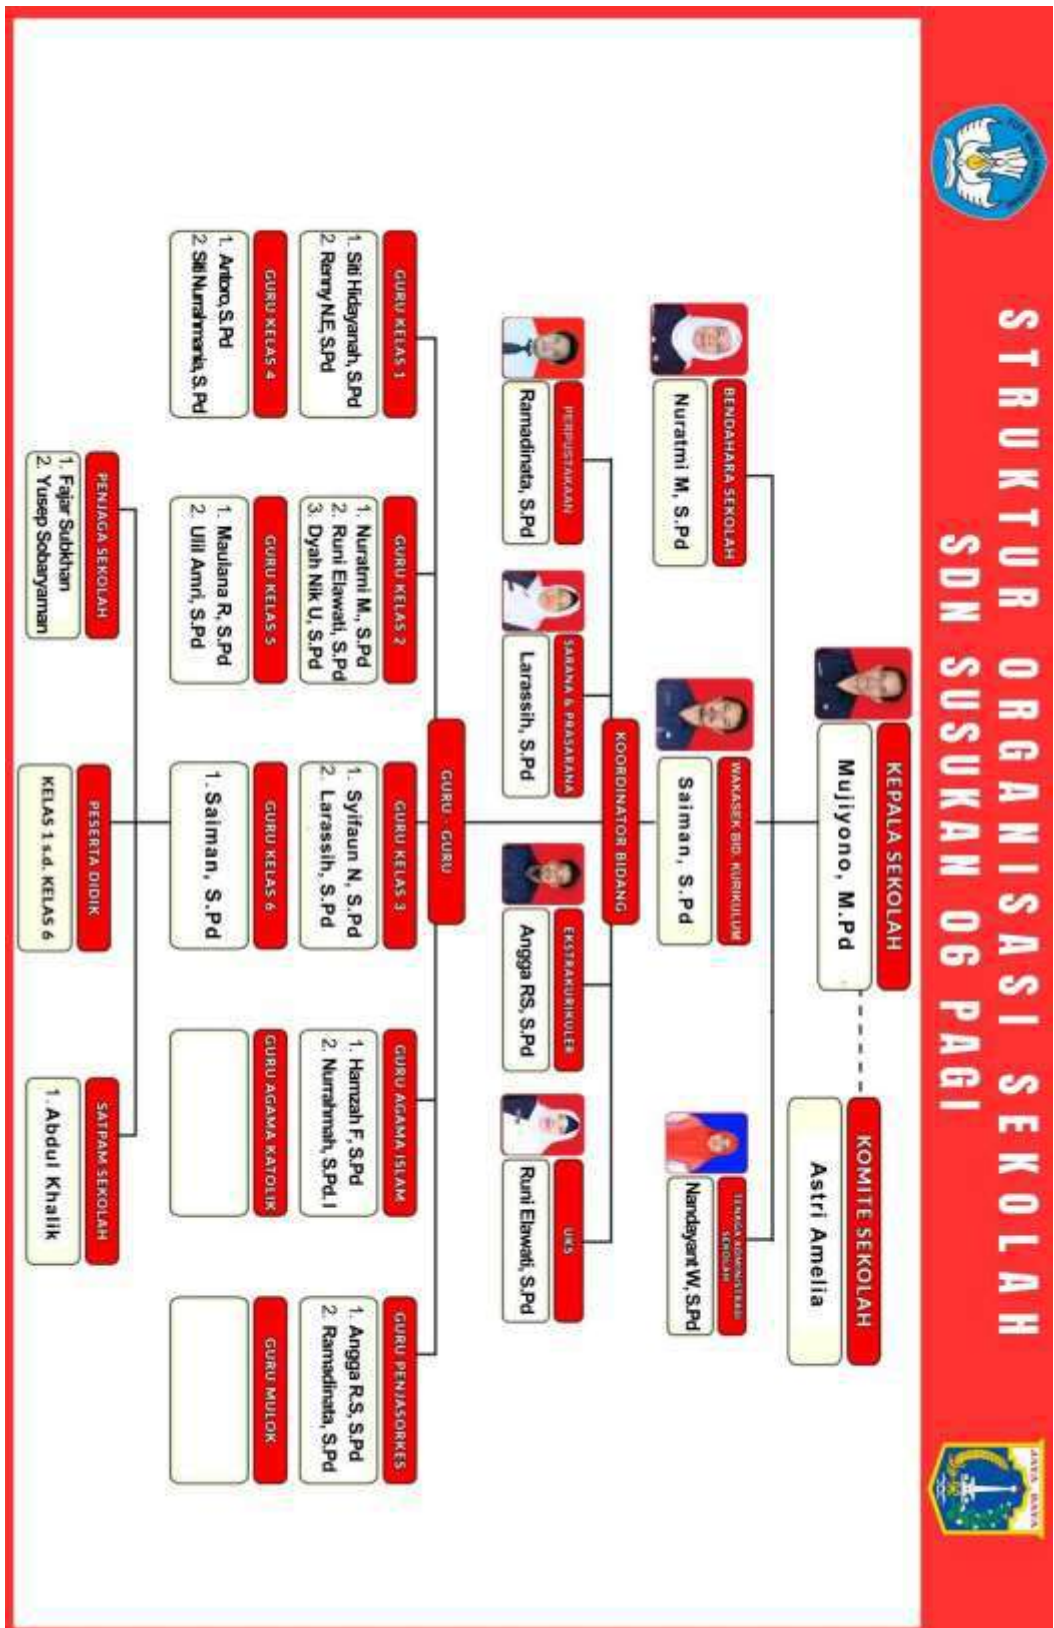 STRUKTUR ORGANISASI SEKOLAH
SDN SUSUKAN 06 PAGI
JAYA RAYA
KEPALA SEKOLAH
Mujiyono, M.Pd
KOMITE SEKOLAH
Astri Amelia
BENDAHARA SEKOLAH
Nuratmi M, S.Pd
WAKASEK BID. KURIKULUM
Saiman, S.Pd
TENAGA ADMINISTRASI
SEKOLAH
Nandayant W, S.Pd
KOORDINATOR BIDANG
PERPUSTAKAAN
Ramadinata, S.Pd
SARANA & PRASARANA
Larassih, S.Pd
EKSTRAKURIKULER
Angga RS, S.Pd
UKS
Runi Elawati, S.Pd
GURU - GURU
GURU KELAS 1
1. Siti Hidayanah, S.Pd
2. Renny N.E, S.Pd
GURU KELAS 2
1. Nuratmi M., S.Pd
2. Runi Elawati, S.Pd
3. Dyah Nik U, S.Pd
GURU KELAS 3
1. Syifaun N, S.Pd
2. Larassih, S.Pd
GURU AGAMA ISLAM
1. Hamzah F, S.Pd
2. Nurrahmah, S.Pd.I
GURU PENJASORKES
1. Angga R.S, S.Pd
2. Ramadinata, S.Pd
GURU KELAS 4
1. Antoro, S.Pd
2. Siti Nurrahmania, S.Pd
GURU KELAS 5
1. Maulana R, S.Pd
2. Ulil Amri, S.Pd
GURU KELAS 6
1. Saiman, S.Pd
GURU AGAMA KATOLIK
GURU MULOK
PENJAGA SEKOLAH
1. Fajar Subkhan
2. Yusep Sobaryaman
PESERTA DIDIK
KELAS 1 s.d. KELAS 6
SATPAM SEKOLAH
1. Abdul Khalik